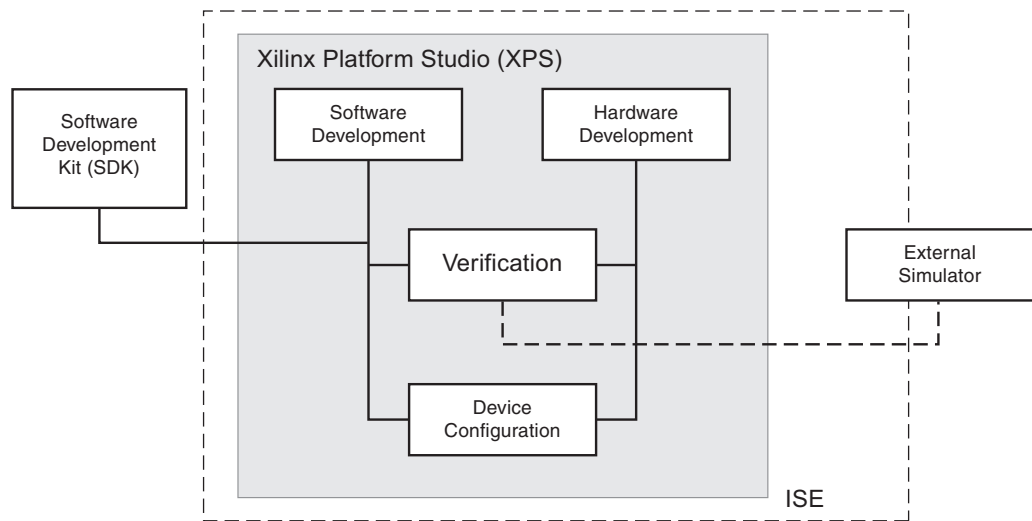 Xilinx Platform Studio (XPS)
Software
Development
Kit (SDK)
Software
Development
Hardware
Development
Verification
External
Simulator
Device
Configuration
ISE